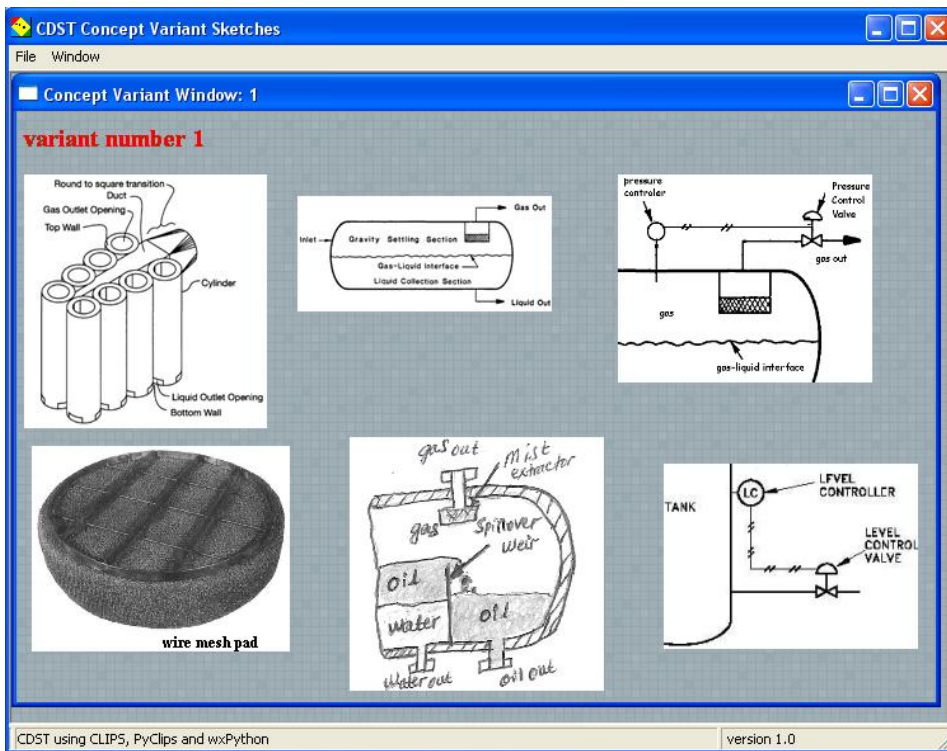 CDST Concept Variant Sketches
File Window
Concept Variant Window: 1
variant number 1
Round to square transition
Duct
Gas Outlet Opening
Top Wall
Cylinder
Liquid Outlet Opening
Bottom Wall
Gas Out
Inlet
Gravity Settling Section
Gas-Liquid Interface
Liquid Collection Section
Liquid Out
pressure
controler
Pressure
Control
Valve
gas out
gas
gas-liquid interface
wire mesh pad
gas out
Mist
extractor
gas
Spillover
Weir
Oil
Water
oil
Water out
oil out
TANK
LC
LEVEL
CONTROLLER
LEVEL
CONTROL
VALVE
CDST using CLIPS, PyClips and wxPython
version 1.0